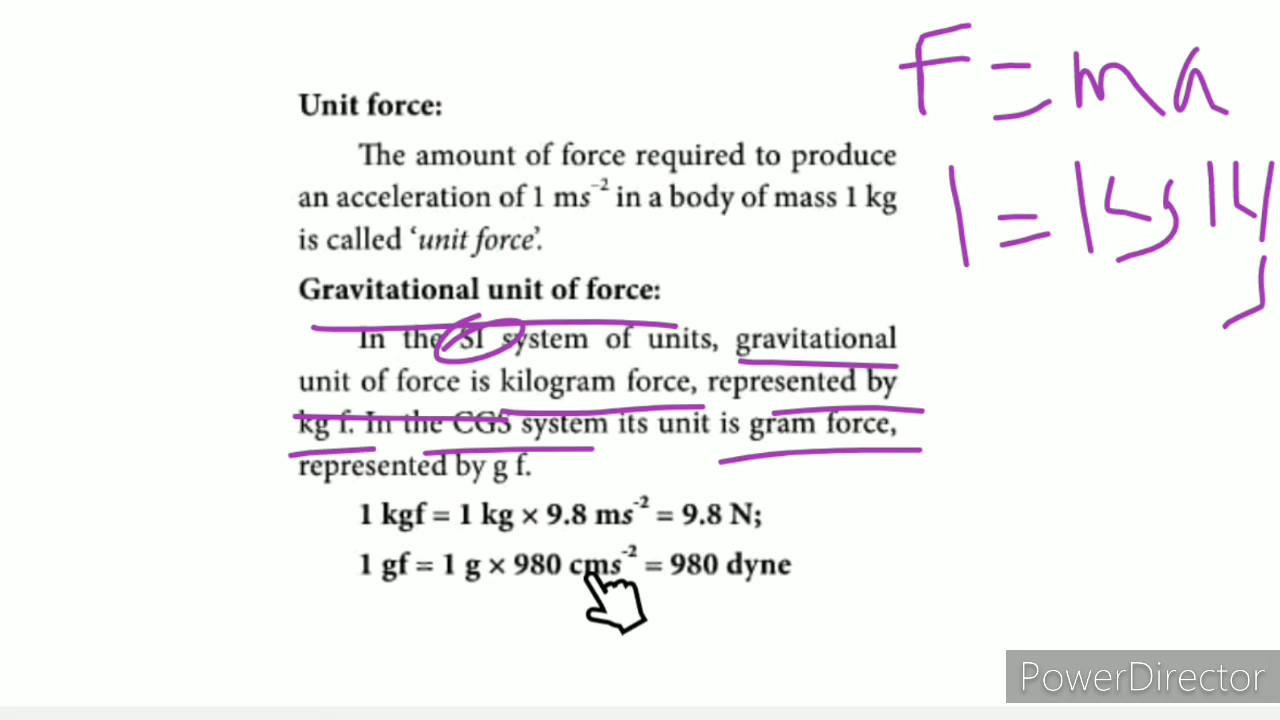 F = ma
Unit force:
The amount of force required to produce
an acceleration of 1 ms⁻² in a body of mass 1 kg
is called ‘unit force’.
Gravitational unit of force:
In the SI system of units, gravitational
unit of force is kilogram force, represented by
kg f. In the CGS system its unit is gram force,
represented by g f.
1 kgf = 1 kg × 9.8 ms⁻² = 9.8 N;
1 gf = 1 g × 980 cms⁻² = 980 dyne
PowerDirector